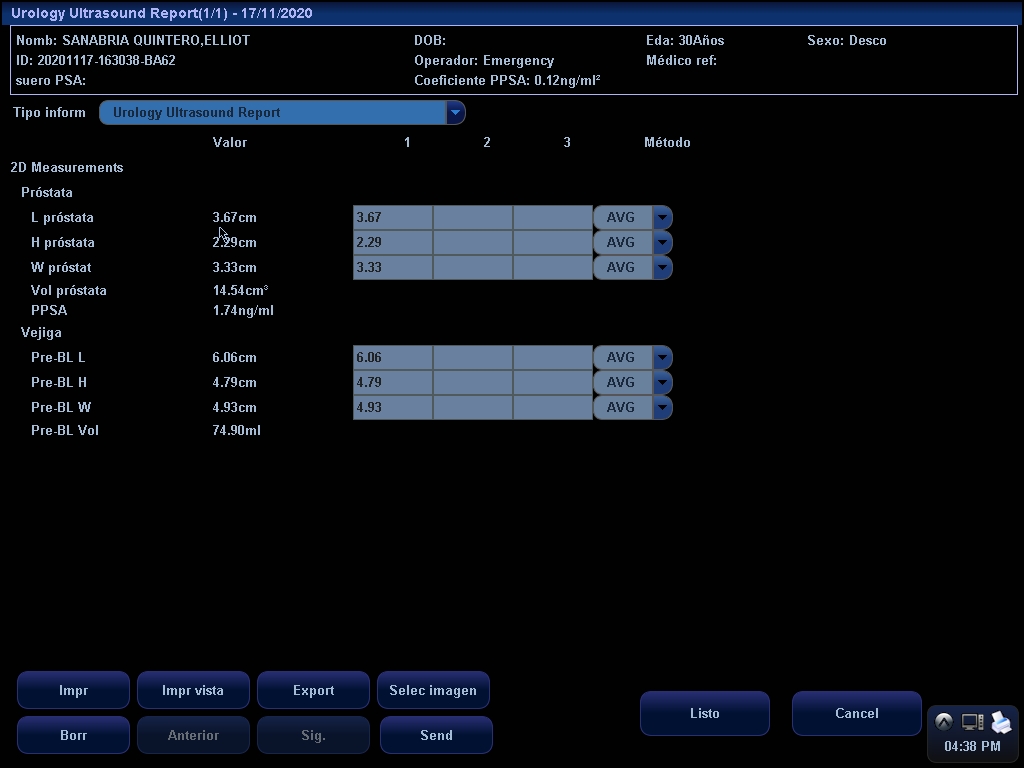 Urology Ultrasound Report(1/1) - 17/11/2020
Nomb: SANABRIA QUINTERO,ELLIOT DOB: Eda: 30Años Sexo: Desco
ID: 20201117-163038-BA62 Operador: Emergency Médico ref:
suero PSA: Coeficiente PPSA: 0.12ng/ml²
Tipo inform Urology Ultrasound Report
Valor 1 2 3 Método
2D Measurements
Próstata
L próstata 3.67cm 3.67 AVG
H próstata 2.29cm 2.29 AVG
W próstat 3.33cm 3.33 AVG
Vol próstata 14.54cm³
PPSA 1.74ng/ml
Vejiga
Pre-BL L 6.06cm 6.06 AVG
Pre-BL H 4.79cm 4.79 AVG
Pre-BL W 4.93cm 4.93 AVG
Pre-BL Vol 74.90ml
Impr Impr vista Export Selec imagen
Listo Cancel
Borr Anterior Sig. Send
04:38 PM